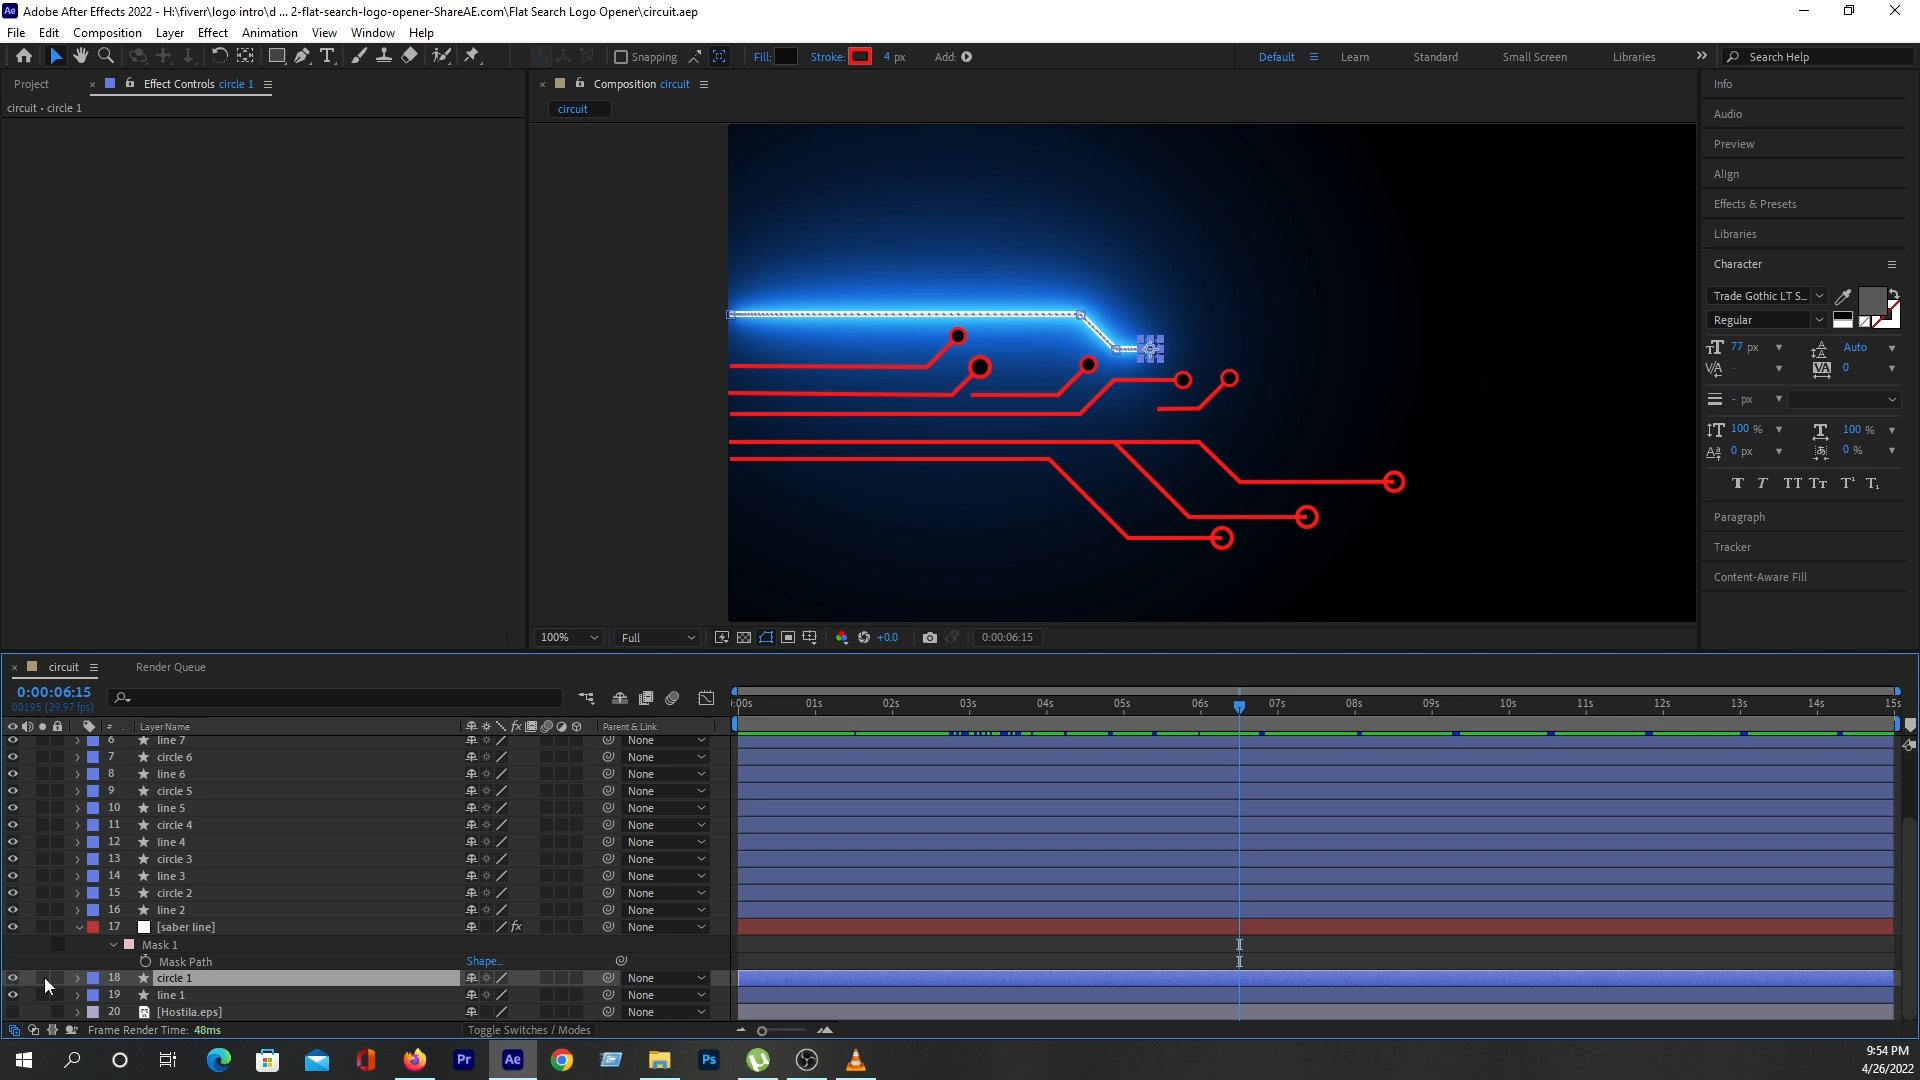 Ae Adobe After Effects 2022 - H:\fiverr\logo intro\d ... 2-flat-search-logo-opener-ShareAE.com\Flat Search Logo Opener\circuit.aep
File Edit Composition Layer Effect Animation View Window Help
Snapping Fill: Stroke: 4 px Add: Default Learn Standard Small Screen Libraries Search Help
Project Effect Controls circle 1 Composition circuit
circuit • circle 1
circuit
Info
Audio
Preview
Align
Effects & Presets
Libraries
Character
Trade Gothic LT S...
Regular
77 px Auto
- 0
- px
100 % 100 %
0 px 0 %
Paragraph
Tracker
Content-Aware Fill
100% Full +0.0 0:00:06:15
circuit Render Queue
0:00:06:15
00195 (29.97 fps)
:00s 01s 02s 03s 04s 05s 06s 07s 08s 09s 10s 11s 12s 13s 14s 15s
# Layer Name fx Parent & Link
6 line 7 None
7 circle 6 None
8 line 6 None
9 circle 5 None
10 line 5 None
11 circle 4 None
12 line 4 None
13 circle 3 None
14 line 3 None
15 circle 2 None
16 line 2 None
17 [saber line] fx None
Mask 1
Mask Path Shape...
18 circle 1 None
19 line 1 None
20 [Hostila.eps] None
Frame Render Time: 48ms Toggle Switches / Modes
Pr Ae Ps
9:54 PM
4/26/2022